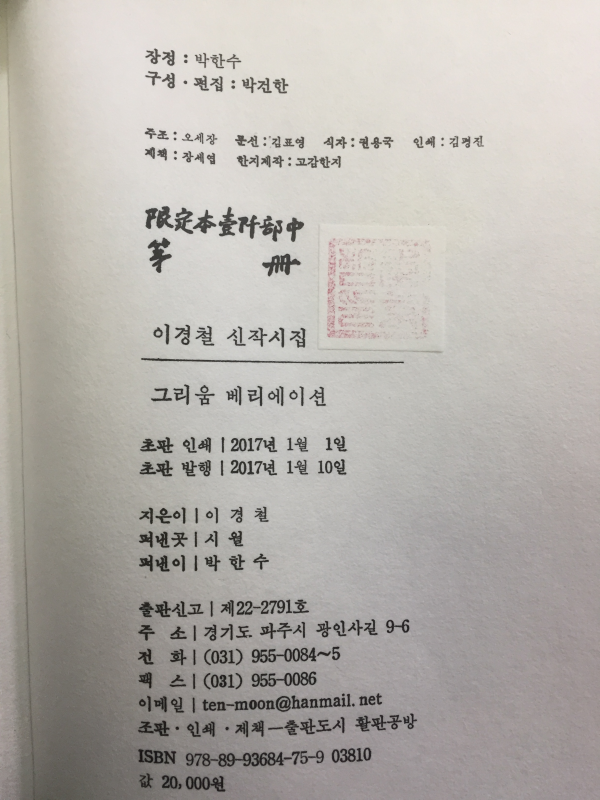 장정 : 박한수
구성 · 편집 : 박건한
주조 : 오세창 문선 : 김표영 식자 : 권용국 인쇄 : 김평진
제책 : 장세엽 한지제작 : 고감한지
限定本壹阡部中
第 冊
이경철 신작시집
그리움 베리에이션
초판 인쇄 | 2017년 1월 1일
초판 발행 | 2017년 1월 10일
지은이 | 이 경 철
펴낸곳 | 시 월
펴낸이 | 박 한 수
출판신고 | 제22-2791호
주 소 | 경기도 파주시 광인사길 9-6
전 화 | (031) 955-0084~5
팩 스 | (031) 955-0086
이메일 | ten-moon@hanmail.net
조판 · 인쇄 · 제책 — 출판도시 활판공방
ISBN 978-89-93684-75-9 03810
값 20,000원